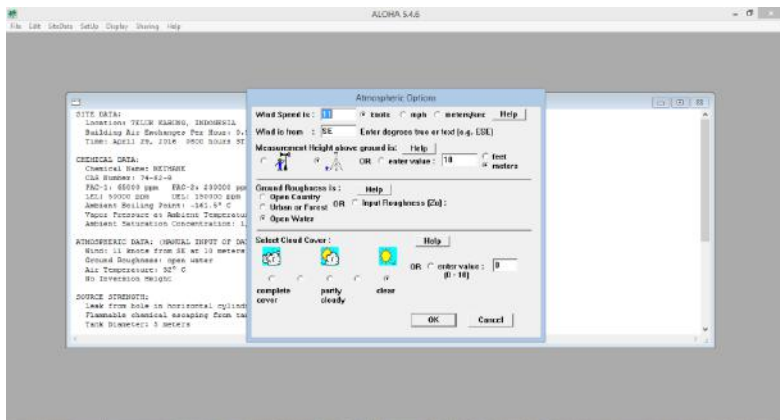 ALOHA 5.4.6
File Edit SiteData SetUp Display Sharing Help
SITE DATA:
Location: TELUK KABUNG, INDONESIA
Building Air Exchanges Per Hour: 0.
Time: April 29, 2016 0800 hours ST
CHEMICAL DATA:
Chemical Name: METHANE
CAS Number: 74-82-8
PAC-1: 65000 ppm PAC-2: 230000 ppm
LEL: 50000 ppm UEL: 150000 ppm
Ambient Boiling Point: -161.5° C
Vapor Pressure at Ambient Temperatu
Ambient Saturation Concentration: 1,
ATMOSPHERIC DATA: (MANUAL INPUT OF DA
Wind: 11 knots from SE at 10 meters
Ground Roughness: open water
Air Temperature: 32° C
No Inversion Height
SOURCE STRENGTH:
Leak from hole in horizontal cylind
Flammable chemical escaping from ta
Tank Diameter: 5 meters
Atmospheric Options
Wind Speed is : 11 knots mph meters/sec Help
Wind is from : SE Enter degrees true or text (e.g. ESE)
Measurement Height above ground is: Help
OR enter value : 10 feet
meters
Ground Roughness is : Help
Open Country
Urban or Forest OR Input Roughness (Zo) :
Open Water
Select Cloud Cover : Help
OR enter value : 0
(0 - 10)
complete cover partly cloudy clear
OK Cancel